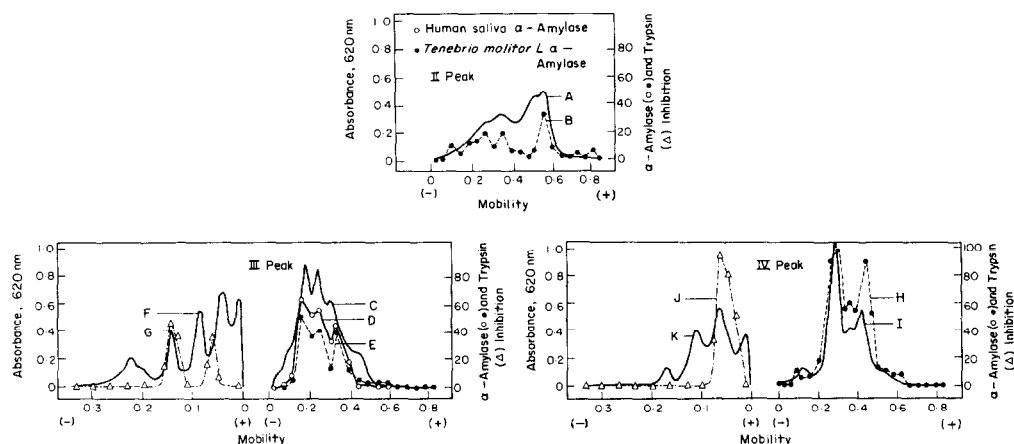 Human saliva α-Amylase
Tenebrio molitor L α-
Amylase
II Peak
A
B
Absorbance, 620nm
1·0
0·8
0·6
0·4
0·2
0
80
60
40
20
0
α-Amylase(○●)and Trypsin
(△) Inhibition
0 0·2 0·4 0·6 0·8
(-) (+)
Mobility
III Peak
F
G
C
D
E
Absorbance, 620 nm
1·0
0·8
0·6
0·4
0·2
0
80
60
40
20
0
α-Amylase(○●)and Trypsin
(△) Inhibition
0·3 0·2 0·1 0
0 0·2 0·4 0·6 0·8
(-) (+) (-) (+)
Mobility Mobility
IV Peak
J
K
H
I
Absorbance, 620nm
1·0
0·8
0·6
0·4
0·2
0
100
80
60
40
20
0
α-Amylase(○●)and Trypsin
(△) Inhibition
0·3 0·2 0·1 0
0 0·2 0·4 0·6 0·8
(-) (+) (-) (+)
Mobility Mobility